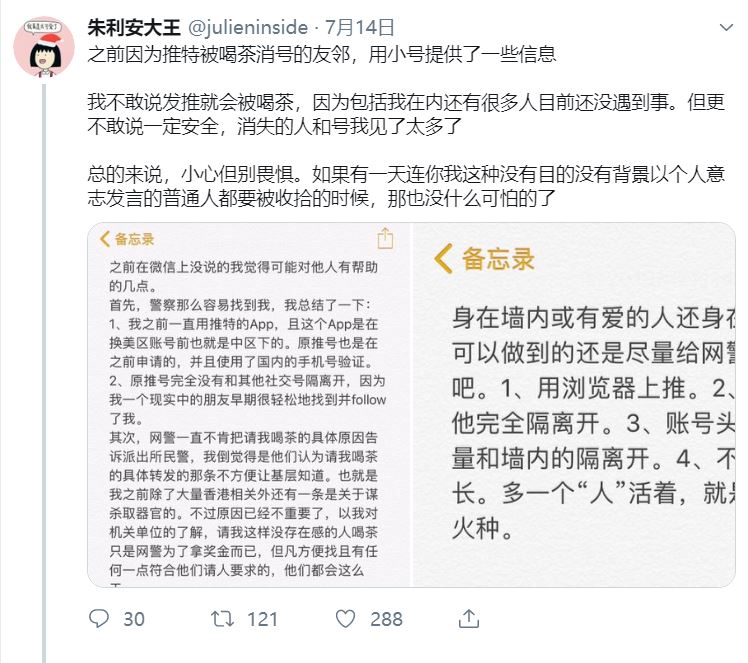 朱利安大王 @julieninside · 7月14日
之前因为推特被喝茶消号的友邻，用小号提供了一些信息
我不敢说发推就会被喝茶，因为包括我在内还有很多人目前还没遇到事。但更
不敢说一定安全，消失的人和号我见了太多了
总的来说，小心但别畏惧。如果有一天连你我这种没有目的没有背景以个人意
志发言的普通人都要被收拾的时候，那也没什么可怕的了
备忘录
之前在微信上没说的我觉得可能对他人有帮助
的几点。
首先，警察那么容易找到我，我总结了一下：
1、我之前一直用推特的App，且这个App是在
换美区账号前也就是中区下的。原推号也是在
之前申请的，并且使用了国内的手机号验证。
2、原推号完全没有和其他社交号隔离开，因为
我一个现实中的朋友早期很轻松地找到并follow
了我。
其次，网警一直不肯把请我喝茶的具体原因告
诉派出所民警，我倒觉得是他们认为请我喝茶
的具体转发的那条不方便让基层知道。也就是
我之前除了大量香港相关外还有一条是关于谋
杀取器官的。不过原因已经不重要了，以我对
机关单位的了解，请我这样没存在感的人喝茶
只是网警为了拿奖金而已，但凡方便找且有任
何一点符合他们请人要求的，他们都会这么
备忘录
身在墙内或有爱的人还身在
可以做到的还是尽量给网警
吧。1、用浏览器上推。2、
他完全隔离开。3、账号头
量和墙内的隔离开。4、不
长。多一个“人”活着，就是
火种。
30 121 288